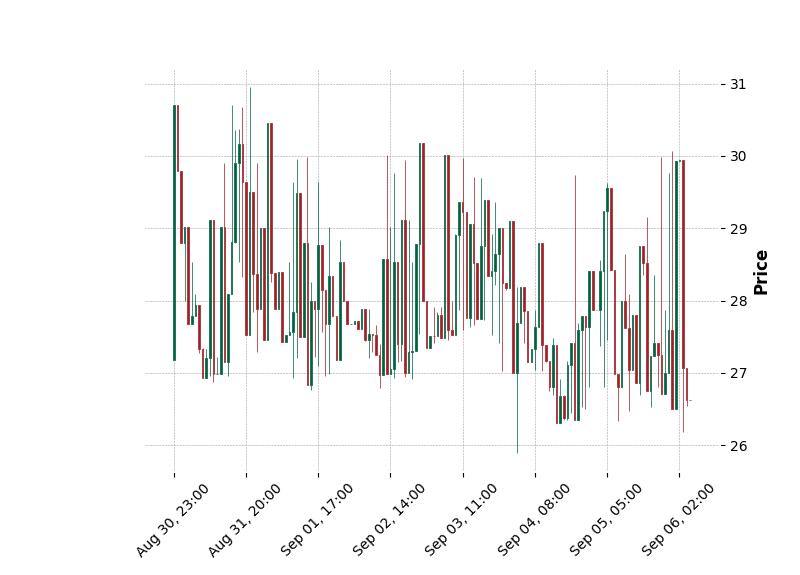 31
30
29
28
27
26
Price
Aug 30, 23:00
Aug 31, 20:00
Sep 01, 17:00
Sep 02, 14:00
Sep 03, 11:00
Sep 04, 08:00
Sep 05, 05:00
Sep 06, 02:00